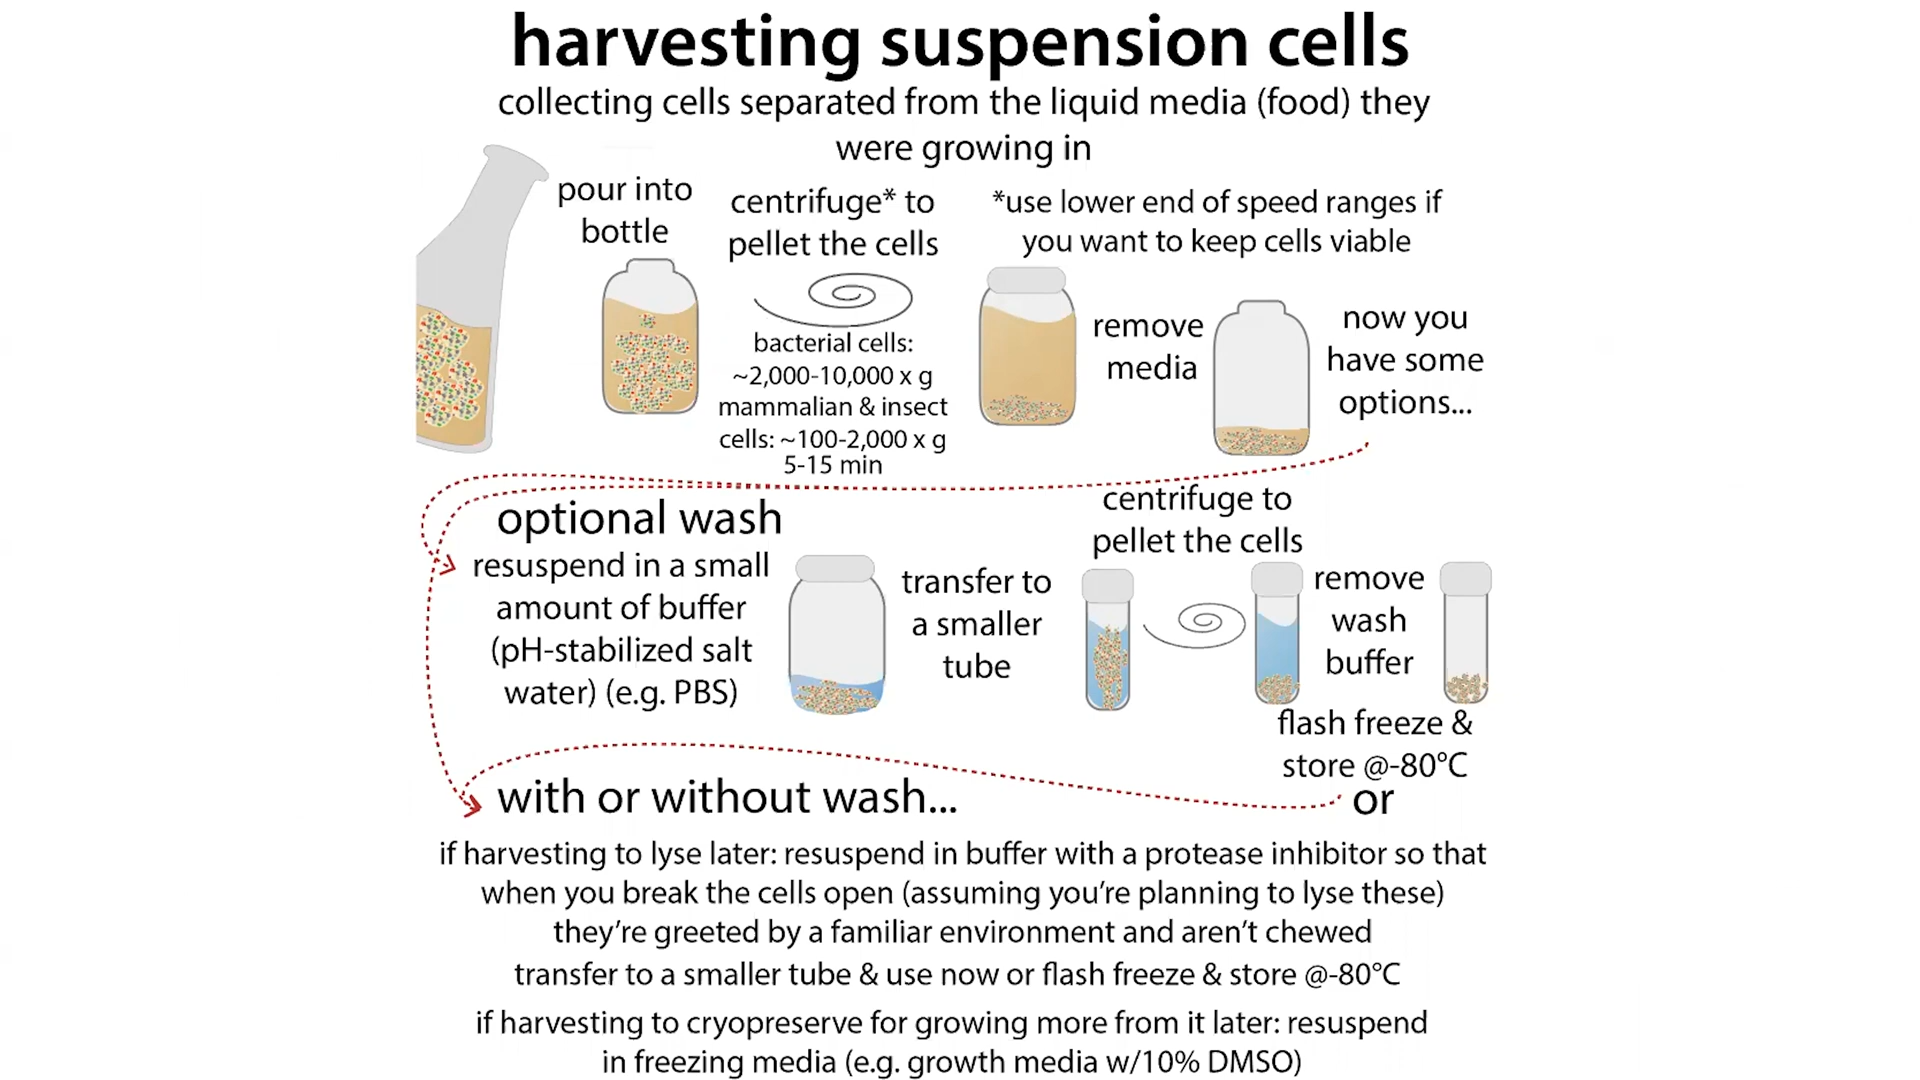 harvesting suspension cells
collecting cells separated from the liquid media (food) they
were growing in
pour into
bottle
centrifuge* to
pellet the cells
bacterial cells:
~2,000-10,000 x g
mammalian & insect
cells: ~100-2,000 x g
5-15 min
*use lower end of speed ranges if
you want to keep cells viable
remove
media
now you
have some
options...
optional wash
resuspend in a small
amount of buffer
(pH-stabilized salt
water) (e.g. PBS)
transfer to
a smaller
tube
centrifuge to
pellet the cells
remove
wash
buffer
flash freeze &
store @-80°C
or
with or without wash...
if harvesting to lyse later: resuspend in buffer with a protease inhibitor so that
when you break the cells open (assuming you're planning to lyse these)
they're greeted by a familiar environment and aren't chewed
transfer to a smaller tube & use now or flash freeze & store @-80°C
if harvesting to cryopreserve for growing more from it later: resuspend
in freezing media (e.g. growth media w/10% DMSO)